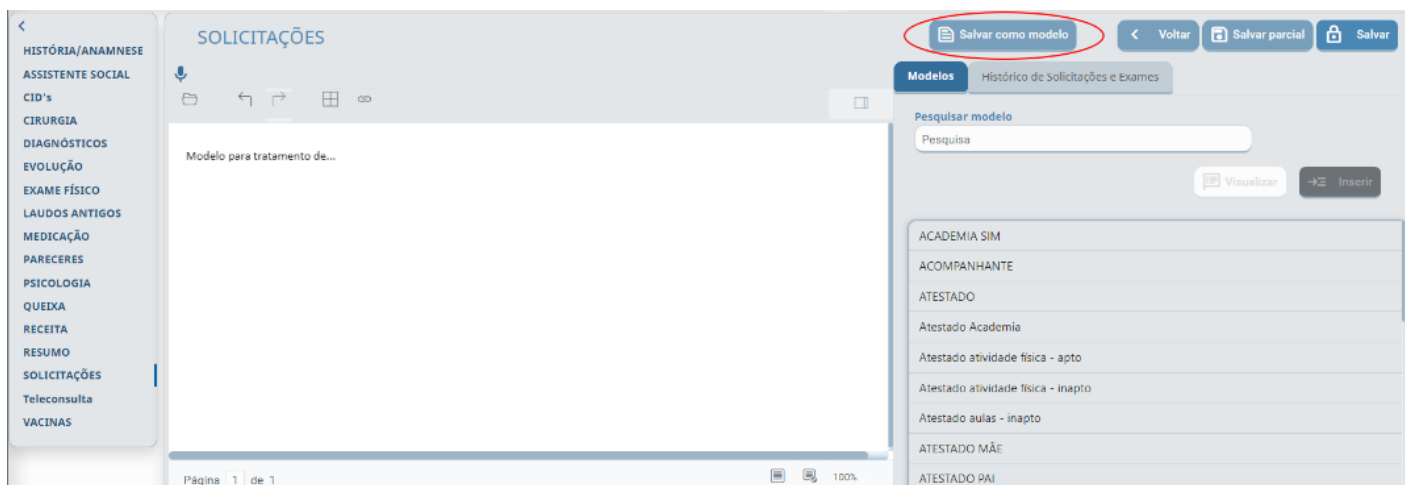 HISTÓRIA/ANAMNESE
ASSISTENTE SOCIAL
CID's
CIRURGIA
DIAGNÓSTICOS
EVOLUÇÃO
EXAME FÍSICO
LAUDOS ANTIGOS
MEDICAÇÃO
PARECERES
PSICOLOGIA
QUEIXA
RECEITA
RESUMO
SOLICITAÇÕES
Teleconsulta
VACINAS
SOLICITAÇÕES
Modelo para tratamento de...
Página 1 de 1
100%
Salvar como modelo
Voltar
Salvar parcial
Salvar
Modelos
Histórico de Solicitações e Exames
Pesquisar modelo
Pesquisa
Visualizar
Inserir
ACADEMIA SIM
ACOMPANHANTE
ATESTADO
Atestado Academia
Atestado atividade física - apto
Atestado atividade física - inapto
Atestado aulas - inapto
ATESTADO MÃE
ATESTADO PAI